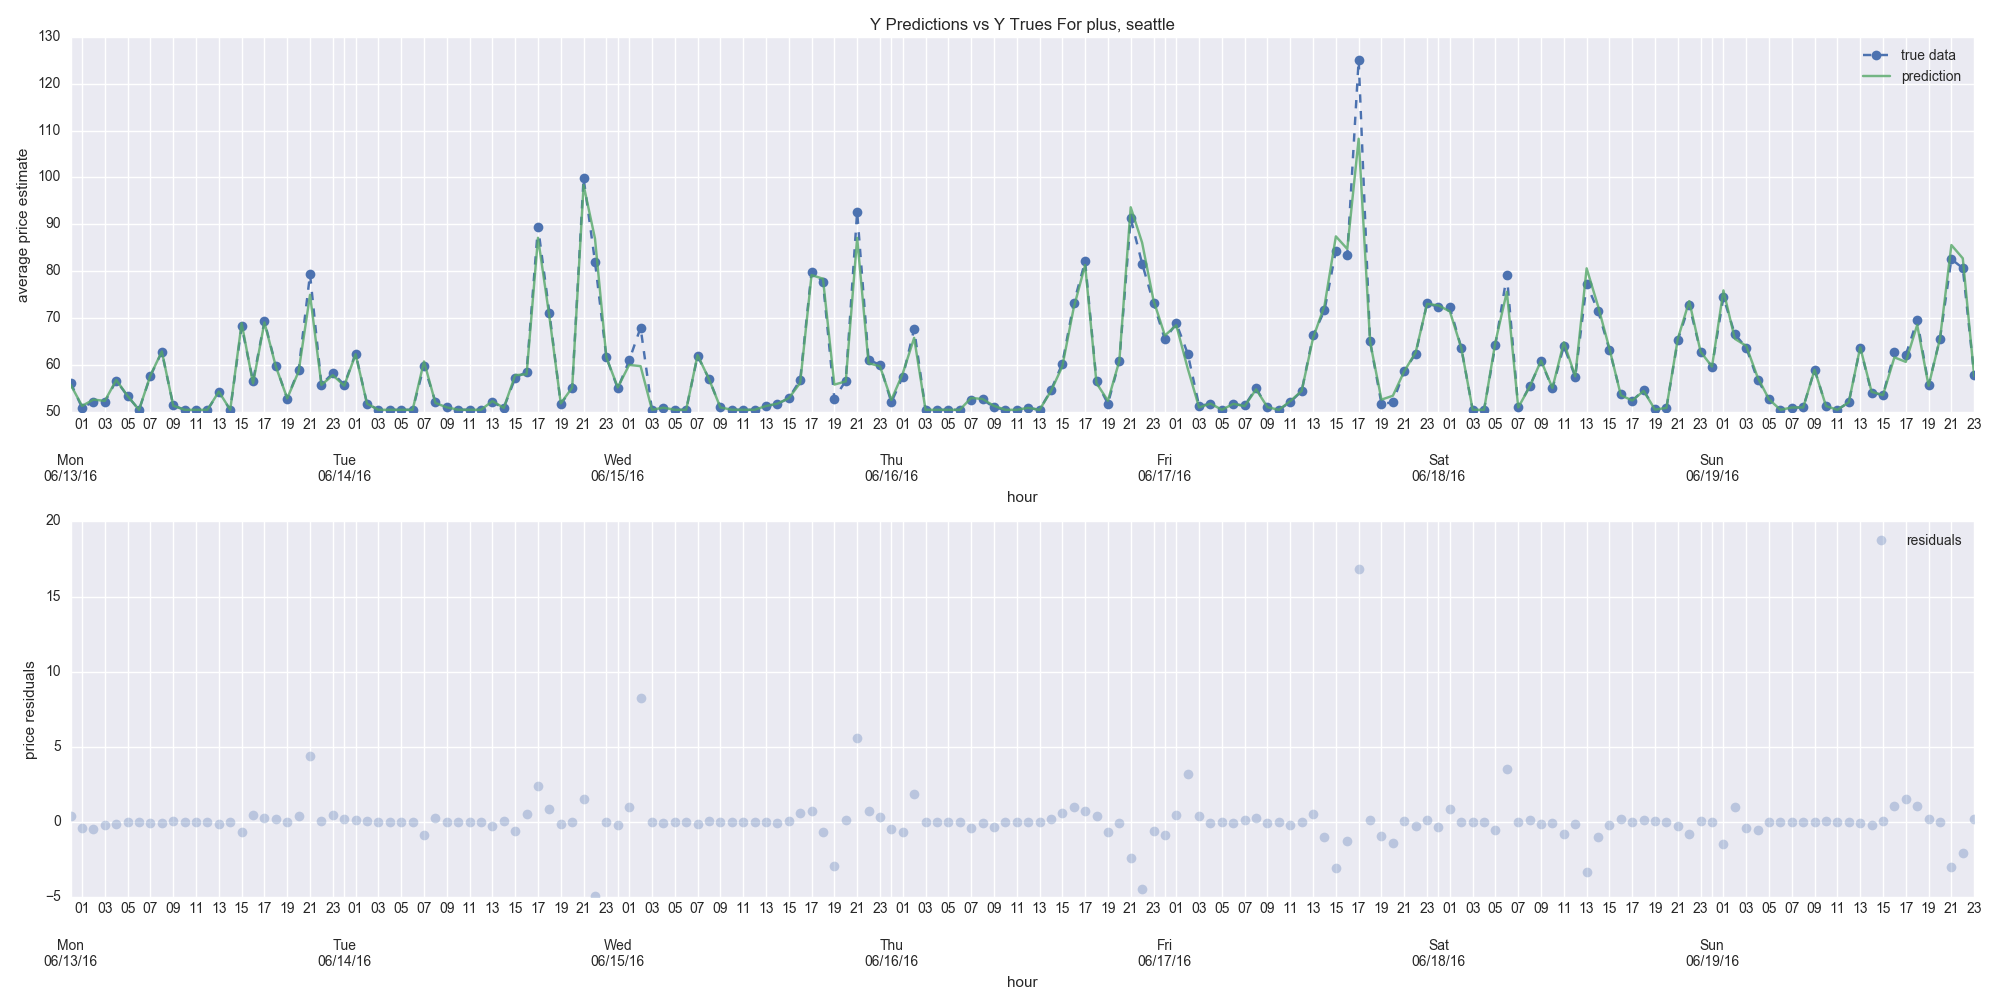 Y Predictions vs Y Trues For plus, seattle
130
120
110
100
90
80
70
60
50
average price estimate
true data
prediction
01 03 05 07 09 11 13 15 17 19 21 23 01 03 05 07 09 11 13 15 17 19 21 23 01 03 05 07 09 11 13 15 17 19 21 23 01 03 05 07 09 11 13 15 17 19 21 23 01 03 05 07 09 11 13 15 17 19 21 23 01 03 05 07 09 11 13 15 17 19 21 23 01 03 05 07 09 11 13 15 17 19 21 23
Mon Tue Wed Thu Fri Sat Sun
06/13/16 06/14/16 06/15/16 06/16/16 06/17/16 06/18/16 06/19/16
hour
20
15
10
5
0
−5
price residuals
residuals
01 03 05 07 09 11 13 15 17 19 21 23 01 03 05 07 09 11 13 15 17 19 21 23 01 03 05 07 09 11 13 15 17 19 21 23 01 03 05 07 09 11 13 15 17 19 21 23 01 03 05 07 09 11 13 15 17 19 21 23 01 03 05 07 09 11 13 15 17 19 21 23 01 03 05 07 09 11 13 15 17 19 21 23
Mon Tue Wed Thu Fri Sat Sun
06/13/16 06/14/16 06/15/16 06/16/16 06/17/16 06/18/16 06/19/16
hour